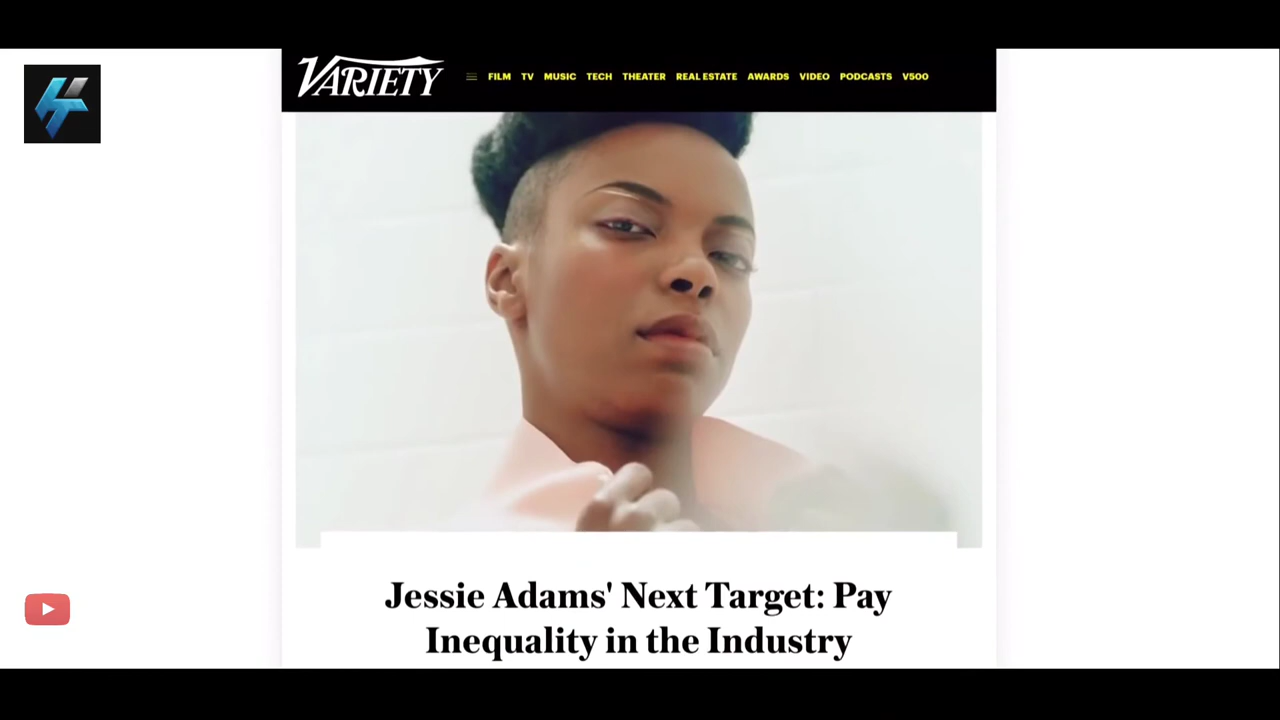 VARIETY
FILM TV MUSIC TECH THEATER REAL ESTATE AWARDS VIDEO PODCASTS V500
Jessie Adams' Next Target: Pay
Inequality in the Industry